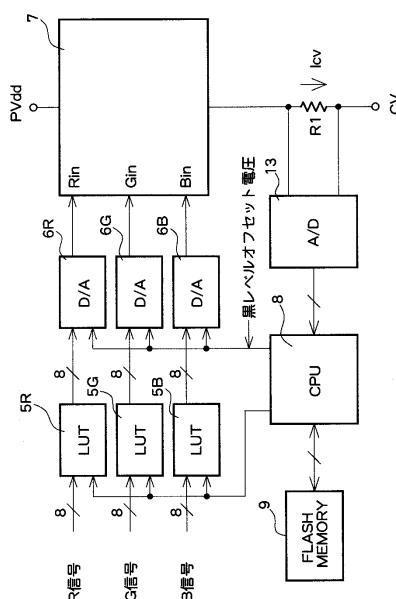 PVdd
7
Rin
Gin
Bin
Icv
R1
CV
6R
6G
6B
D/A
D/A
D/A
13
A/D
黒レベルオフセット電圧
8
8
8
5R
5G
5B
LUT
LUT
LUT
8
CPU
8
8
8
9
FLASH
MEMORY
R信号
G信号
B信号